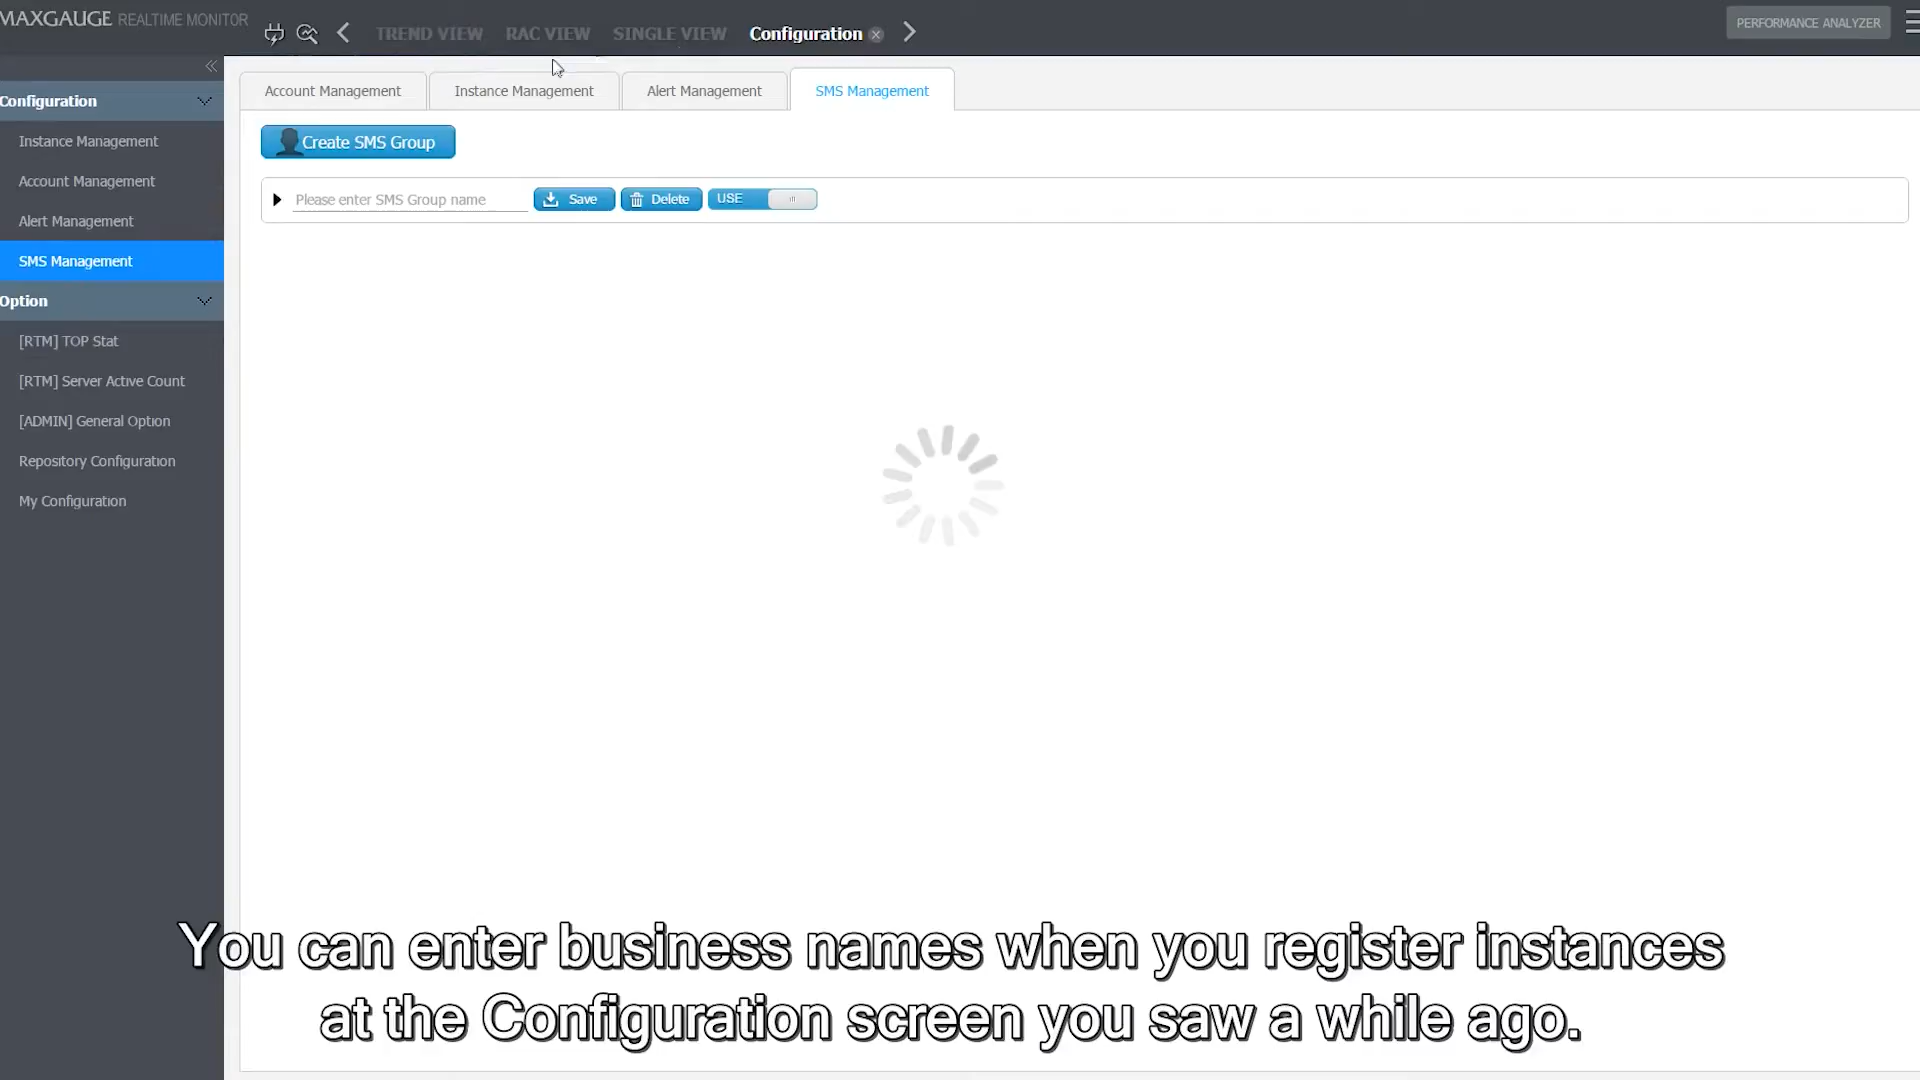 MAXGAUGE REALTIME MONITOR
TREND VIEW RAC VIEW SINGLE VIEW Configuration
PERFORMANCE ANALYZER
Account Management Instance Management Alert Management SMS Management
Configuration
Instance Management
Account Management
Alert Management
SMS Management
Option
[RTM] TOP Stat
[RTM] Server Active Count
[ADMIN] General Option
Repository Configuration
My Configuration
Create SMS Group
Please enter SMS Group name Save Delete USE
You can enter business names when you register instances
at the Configuration screen you saw a while ago.